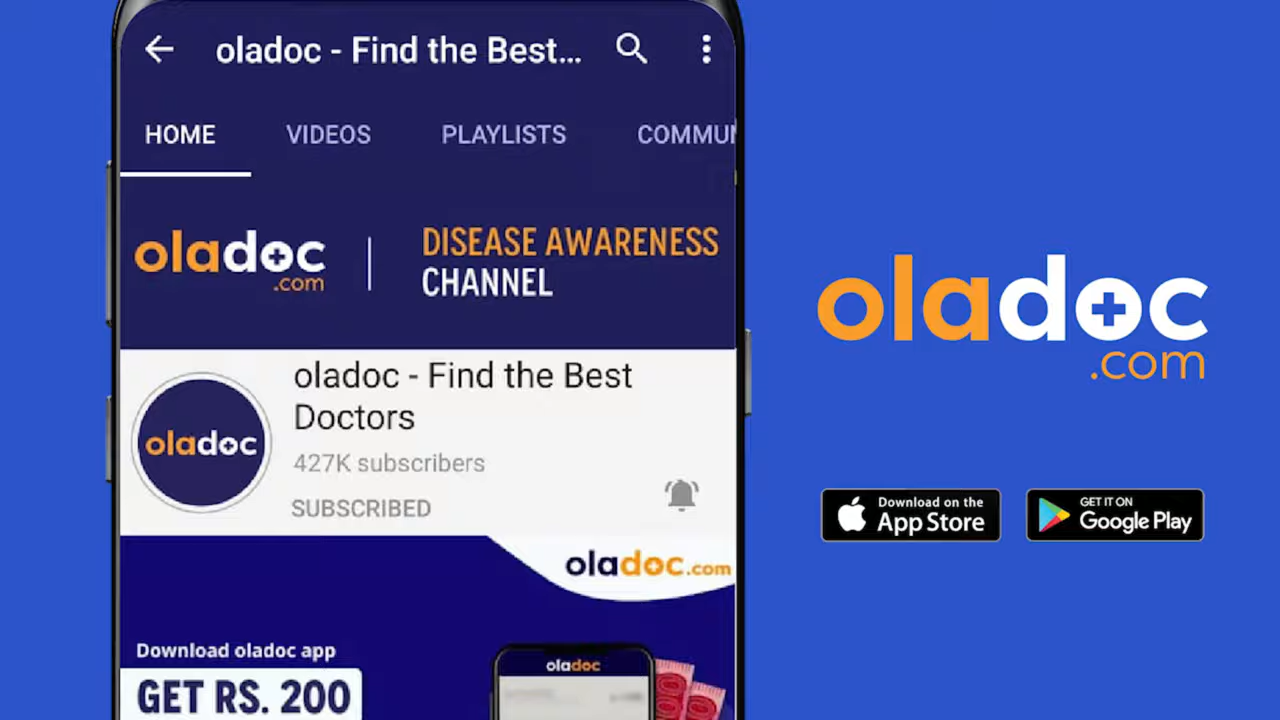 oladoc - Find the Best...
HOME VIDEOS PLAYLISTS COMMUN
oladoc
.com
DISEASE AWARENESS
CHANNEL
oladoc
oladoc - Find the Best
Doctors
427K subscribers
SUBSCRIBED
oladoc.com
Download oladoc app
GET RS. 200
oladoc
oladoc
.com
Download on the
App Store
GET IT ON
Google Play